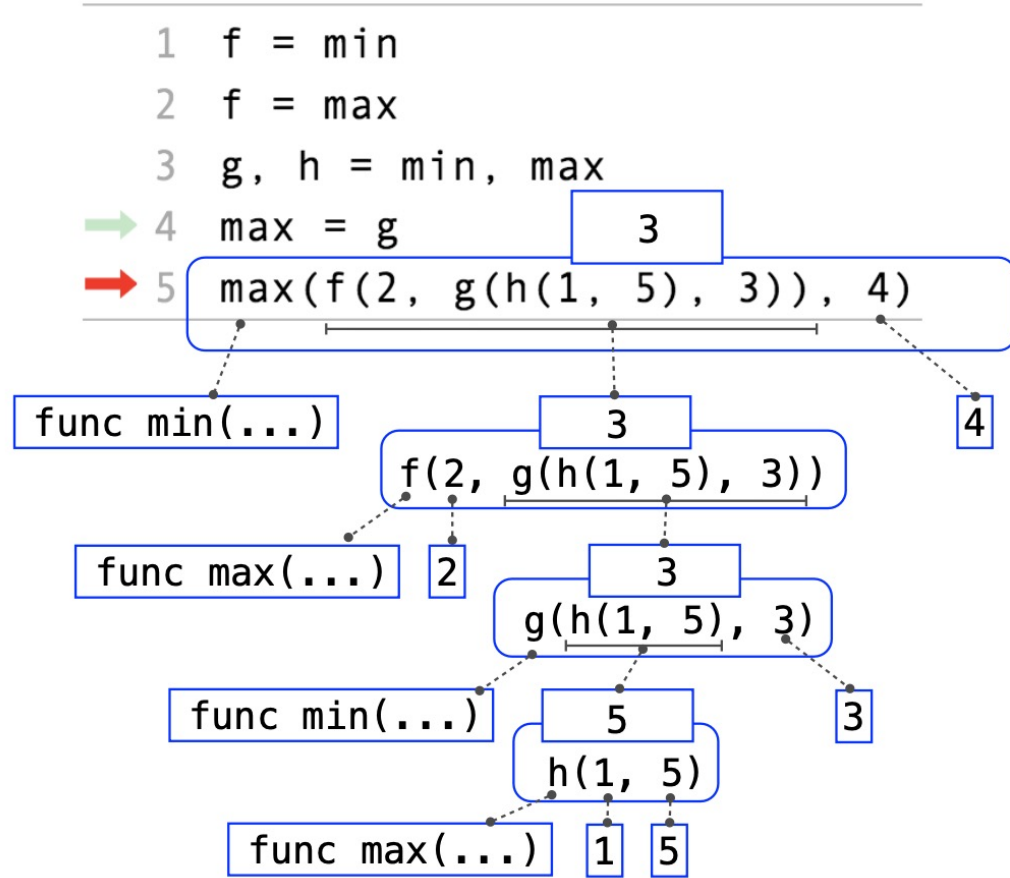 1 f = min
2 f = max
3 g, h = min, max
4 max = g
3
5 max(f(2, g(h(1, 5), 3)), 4)
func min(...)
3
4
f(2, g(h(1, 5), 3))
func max(...)
2
3
g(h(1, 5), 3)
func min(...)
5
3
h(1, 5)
func max(...)
1
5